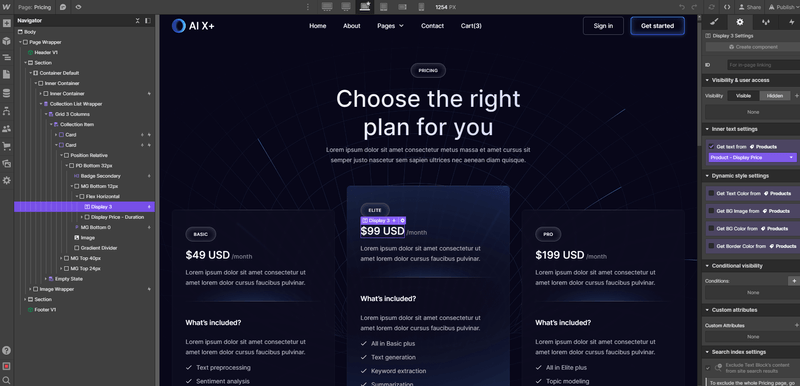 Page: Pricing
1254 PX
Share
Publish
Navigator
Body
Page Wrapper
Header V1
Section
Container Default
Inner Container
Inner Container
Collection List Wrapper
Grid 3 Columns
Collection Item
Card
Card
Position Relative
PD Bottom 32px
Badge Secondary
MG Bottom 12px
Flex Horizontal
Display 3
Display Price - Duration
MG Bottom 0
Image
Gradient Divider
MG Top 40px
MG Top 24px
Empty State
Image Wrapper
Section
Footer V1
AI X+
Home
About
Pages
Contact
Cart(3)
Sign in
Get started
PRICING
Choose the right
plan for you
Lorem ipsum dolor sit amet consectetur metus massa et amet cursus sit
semper justo nascetur sem sapien ultrices nec aenean diam quisque.
BASIC
$49 USD /month
Lorem ipsum dolor sit amet consectetur ut
amet dolor cursus faucibus pulvinar.
What's included?
Lorem ipsum dolor sit amet consectetur ut
amet dolor cursus faucibus pulvinar.
Text preprocessing
Sentiment analysis
ELITE
Display 3
$99 USD /month
Lorem ipsum dolor sit amet consectetur ut
amet dolor cursus faucibus pulvinar.
What's included?
Lorem ipsum dolor sit amet consectetur ut
amet dolor cursus faucibus pulvinar.
All in Basic plus
Text generation
Keyword extraction
Summarization
PRO
$199 USD /month
Lorem ipsum dolor sit amet consectetur ut
amet dolor cursus faucibus pulvinar.
What's included?
Lorem ipsum dolor sit amet consectetur ut
amet dolor cursus faucibus pulvinar.
All in Elite plus
Topic modeling
Display 3 Settings
Create component
ID
For in-page linking
Visibility & user access
Visibility
Visible
Hidden
None
Inner text settings
Get text from Products
Product - Display Price
Dynamic style settings
Get Text Color from Products
Get BG Image from Products
Get BG Color from Products
Get Border Color from Products
Conditional visibility
Conditions:
None
Custom attributes
Custom Attributes
None
Search index settings
Exclude Text Block's content
from site search results
To exclude the whole Pricing page, go